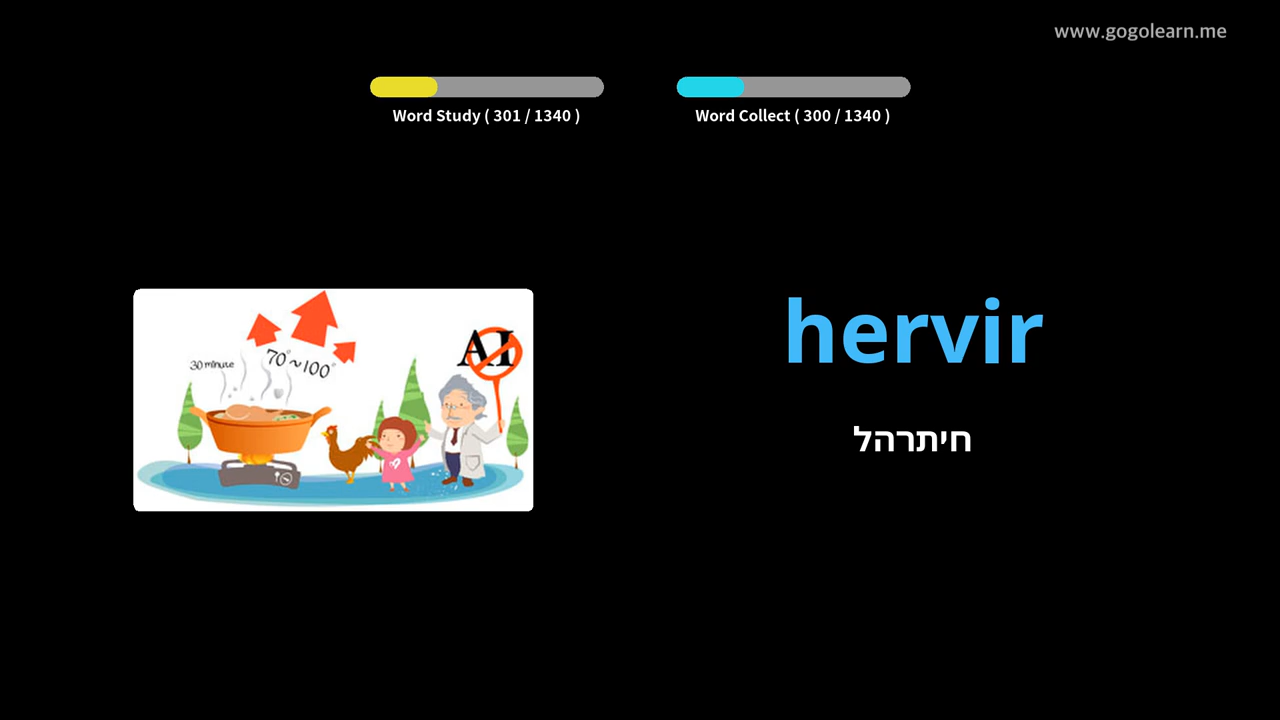 www.gogolearn.me
Word Study ( 301 / 1340 )
Word Collect ( 300 / 1340 )
30 minute
70°~100°
AI
hervir
חיתרהל